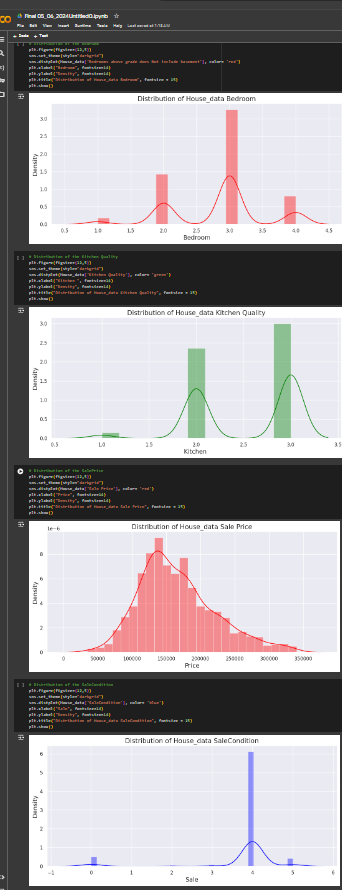 Final 05_06_2024Untitled0.ipynb
File Edit View Insert Runtime Tools Help Last saved at 7:18 AM
+ Code + Text
# Distribution of the Bedroom
plt.figure(figsize=(12,5))
sns.set_theme(style="darkgrid")
sns.distplot(House_data["Bedrooms above grade does Not include basement"], color= "red")
plt.xlabel("Bedroom", fontsize=14)
plt.ylabel("Density", fontsize=14)
plt.title("Distribution of House_data Bedroom", fontsize = 15)
plt.show()
Distribution of House_data Bedroom
3.0
2.5
2.0
1.5
1.0
0.5
0.0
Density
0.5 1.0 1.5 2.0 2.5 3.0 3.5 4.0 4.5
Bedroom
[ ] # Distribution of the Kitchen Quality
plt.figure(figsize=(12,5))
sns.set_theme(style="darkgrid")
sns.distplot(House_data["Kitchen Quality"], color= "green")
plt.xlabel("Kitchen ", fontsize=14)
plt.ylabel("Density", fontsize=14)
plt.title("Distribution of House_data Kitchen Quality", fontsize = 15)
plt.show()
Distribution of House_data Kitchen Quality
3.0
2.5
2.0
1.5
1.0
0.5
0.0
Density
0.5 1.0 1.5 2.0 2.5 3.0 3.5
Kitchen
# Distribution of the SalePrice
plt.figure(figsize=(12,5))
sns.set_theme(style="darkgrid")
sns.distplot(House_data["Sale Price"], color= "red")
plt.xlabel("Price", fontsize=14)
plt.ylabel("Density", fontsize=14)
plt.title("Distribution of House_data Sale Price", fontsize = 15)
plt.show()
1e-6
Distribution of House_data Sale Price
8
6
4
2
0
Density
0 50000 100000 150000 200000 250000 300000 350000
Price
[ ] # Distribution of the SaleCondition
plt.figure(figsize=(12,5))
sns.set_theme(style="darkgrid")
sns.distplot(House_data["SaleCondition"], color= "blue")
plt.xlabel("Sale", fontsize=14)
plt.ylabel("Density", fontsize=14)
plt.title("Distribution of House_data SaleCondition", fontsize = 15)
plt.show()
Distribution of House_data SaleCondition
6
5
4
3
2
1
0
Density
−1 0 1 2 3 4 5 6
Sale